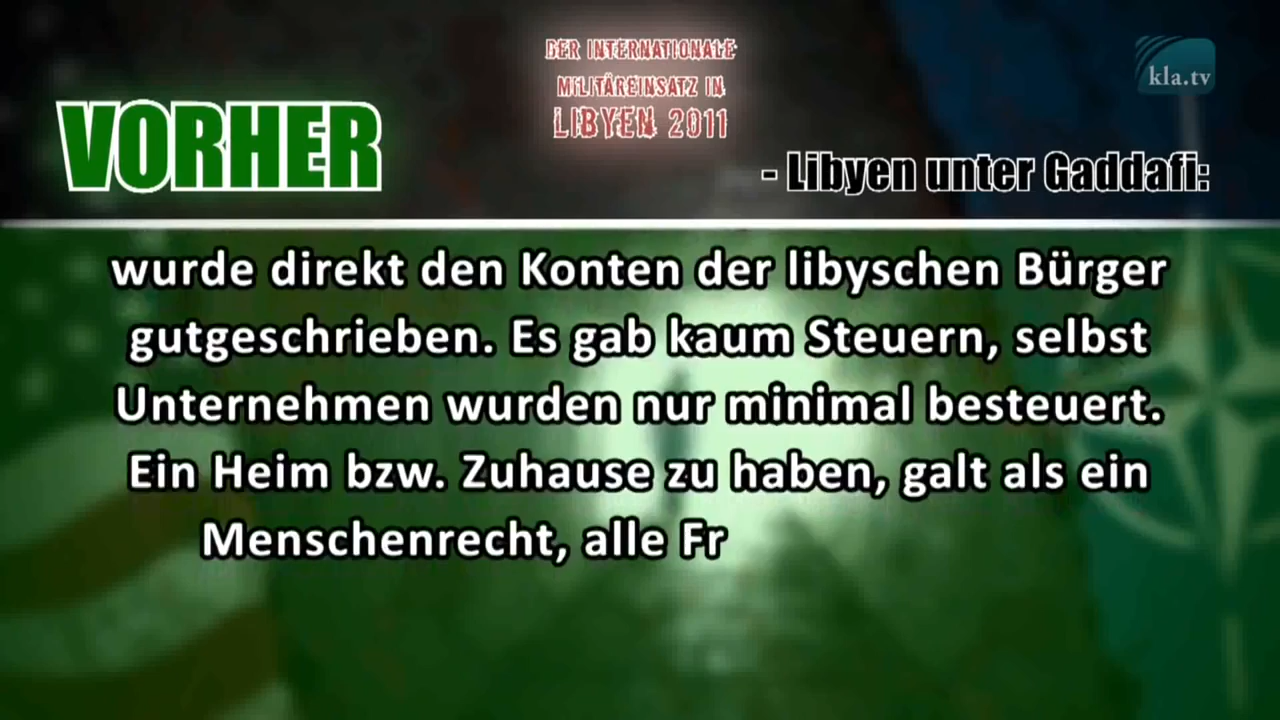 DER INTERNATIONALE
MILITÄREINSATZ IN
LIBYEN 2011
kla.tv
VORHER
- Libyen unter Gaddafi:
wurde direkt den Konten der libyschen Bürger
gutgeschrieben. Es gab kaum Steuern, selbst
Unternehmen wurden nur minimal besteuert.
Ein Heim bzw. Zuhause zu haben, galt als ein
Menschenrecht, alle Fr